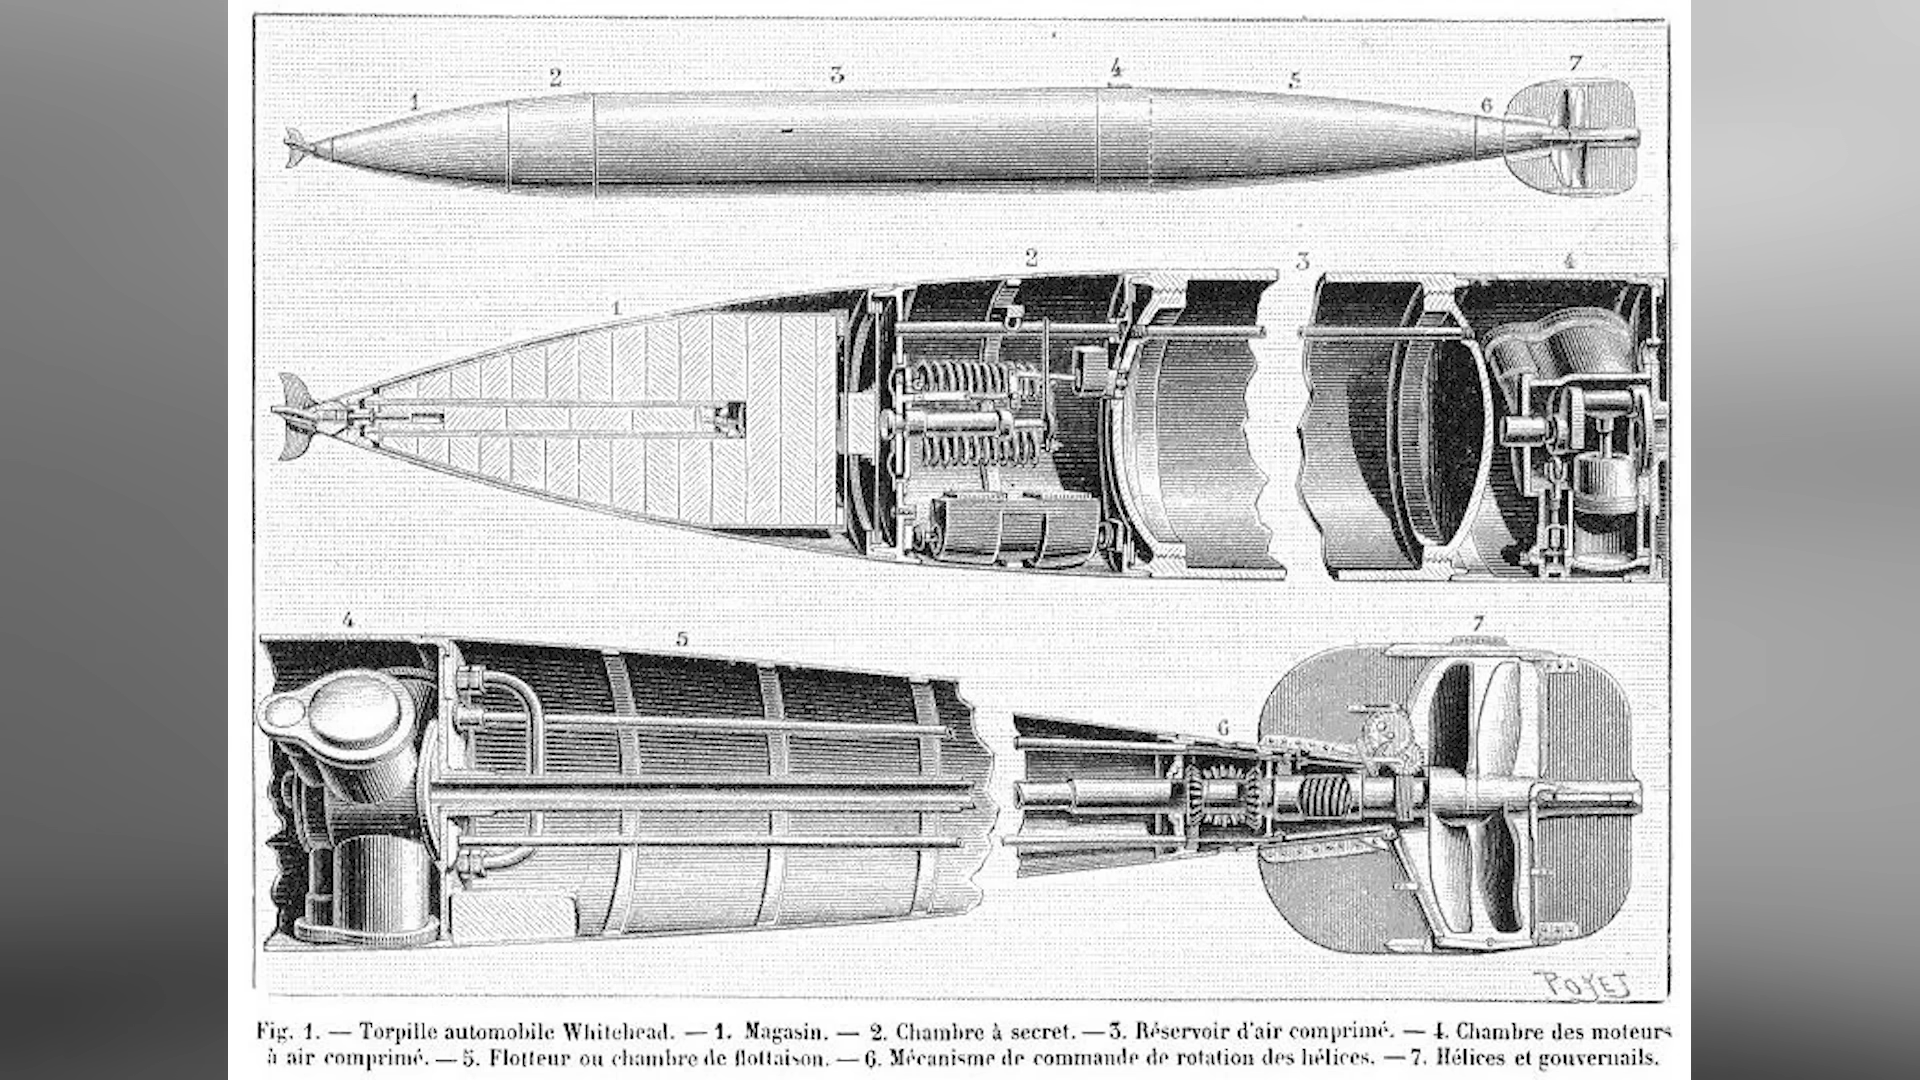 1 2 3 4 5 6 7
1 2 3 4
4 5 6 7
POYET
Fig. 1. — Torpille automobile Whitehead. — 1. Magasin. — 2. Chambre à secret. — 3. Réservoir d'air comprimé. — 4. Chambre des moteurs
à air comprimé. — 5. Flotteur ou chambre de flottaison. — 6. Mécanisme de commande de rotation des hélices. — 7. Hélices et gouvernails.